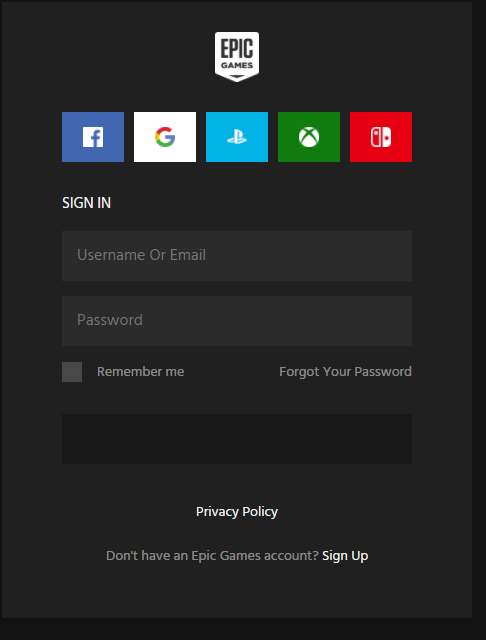 EPIC
GAMES
SIGN IN
Username Or Email
Password
Remember me
Forgot Your Password
Privacy Policy
Don't have an Epic Games account? Sign Up